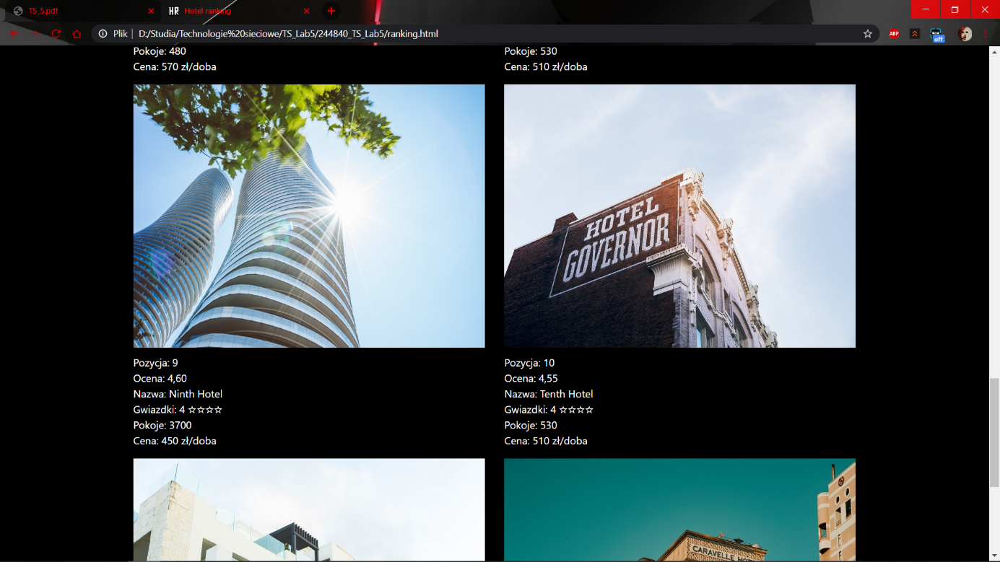 TS_5.pdf
HR Hotel ranking
Plik D:/Studia/Technologie%20sieciowe/TS_Lab5/244840_TS_Lab5/ranking.html
ABP
off
Pokoje: 480
Cena: 570 zł/doba
Pokoje: 530
Cena: 510 zł/doba
HOTEL
GOVERNOR
Pozycja: 9
Ocena: 4,60
Nazwa: Ninth Hotel
Gwiazdki: 4 ☆☆☆☆
Pokoje: 3700
Cena: 450 zł/doba
Pozycja: 10
Ocena: 4,55
Nazwa: Tenth Hotel
Gwiazdki: 4 ☆☆☆☆
Pokoje: 530
Cena: 510 zł/doba
CARAVELLE